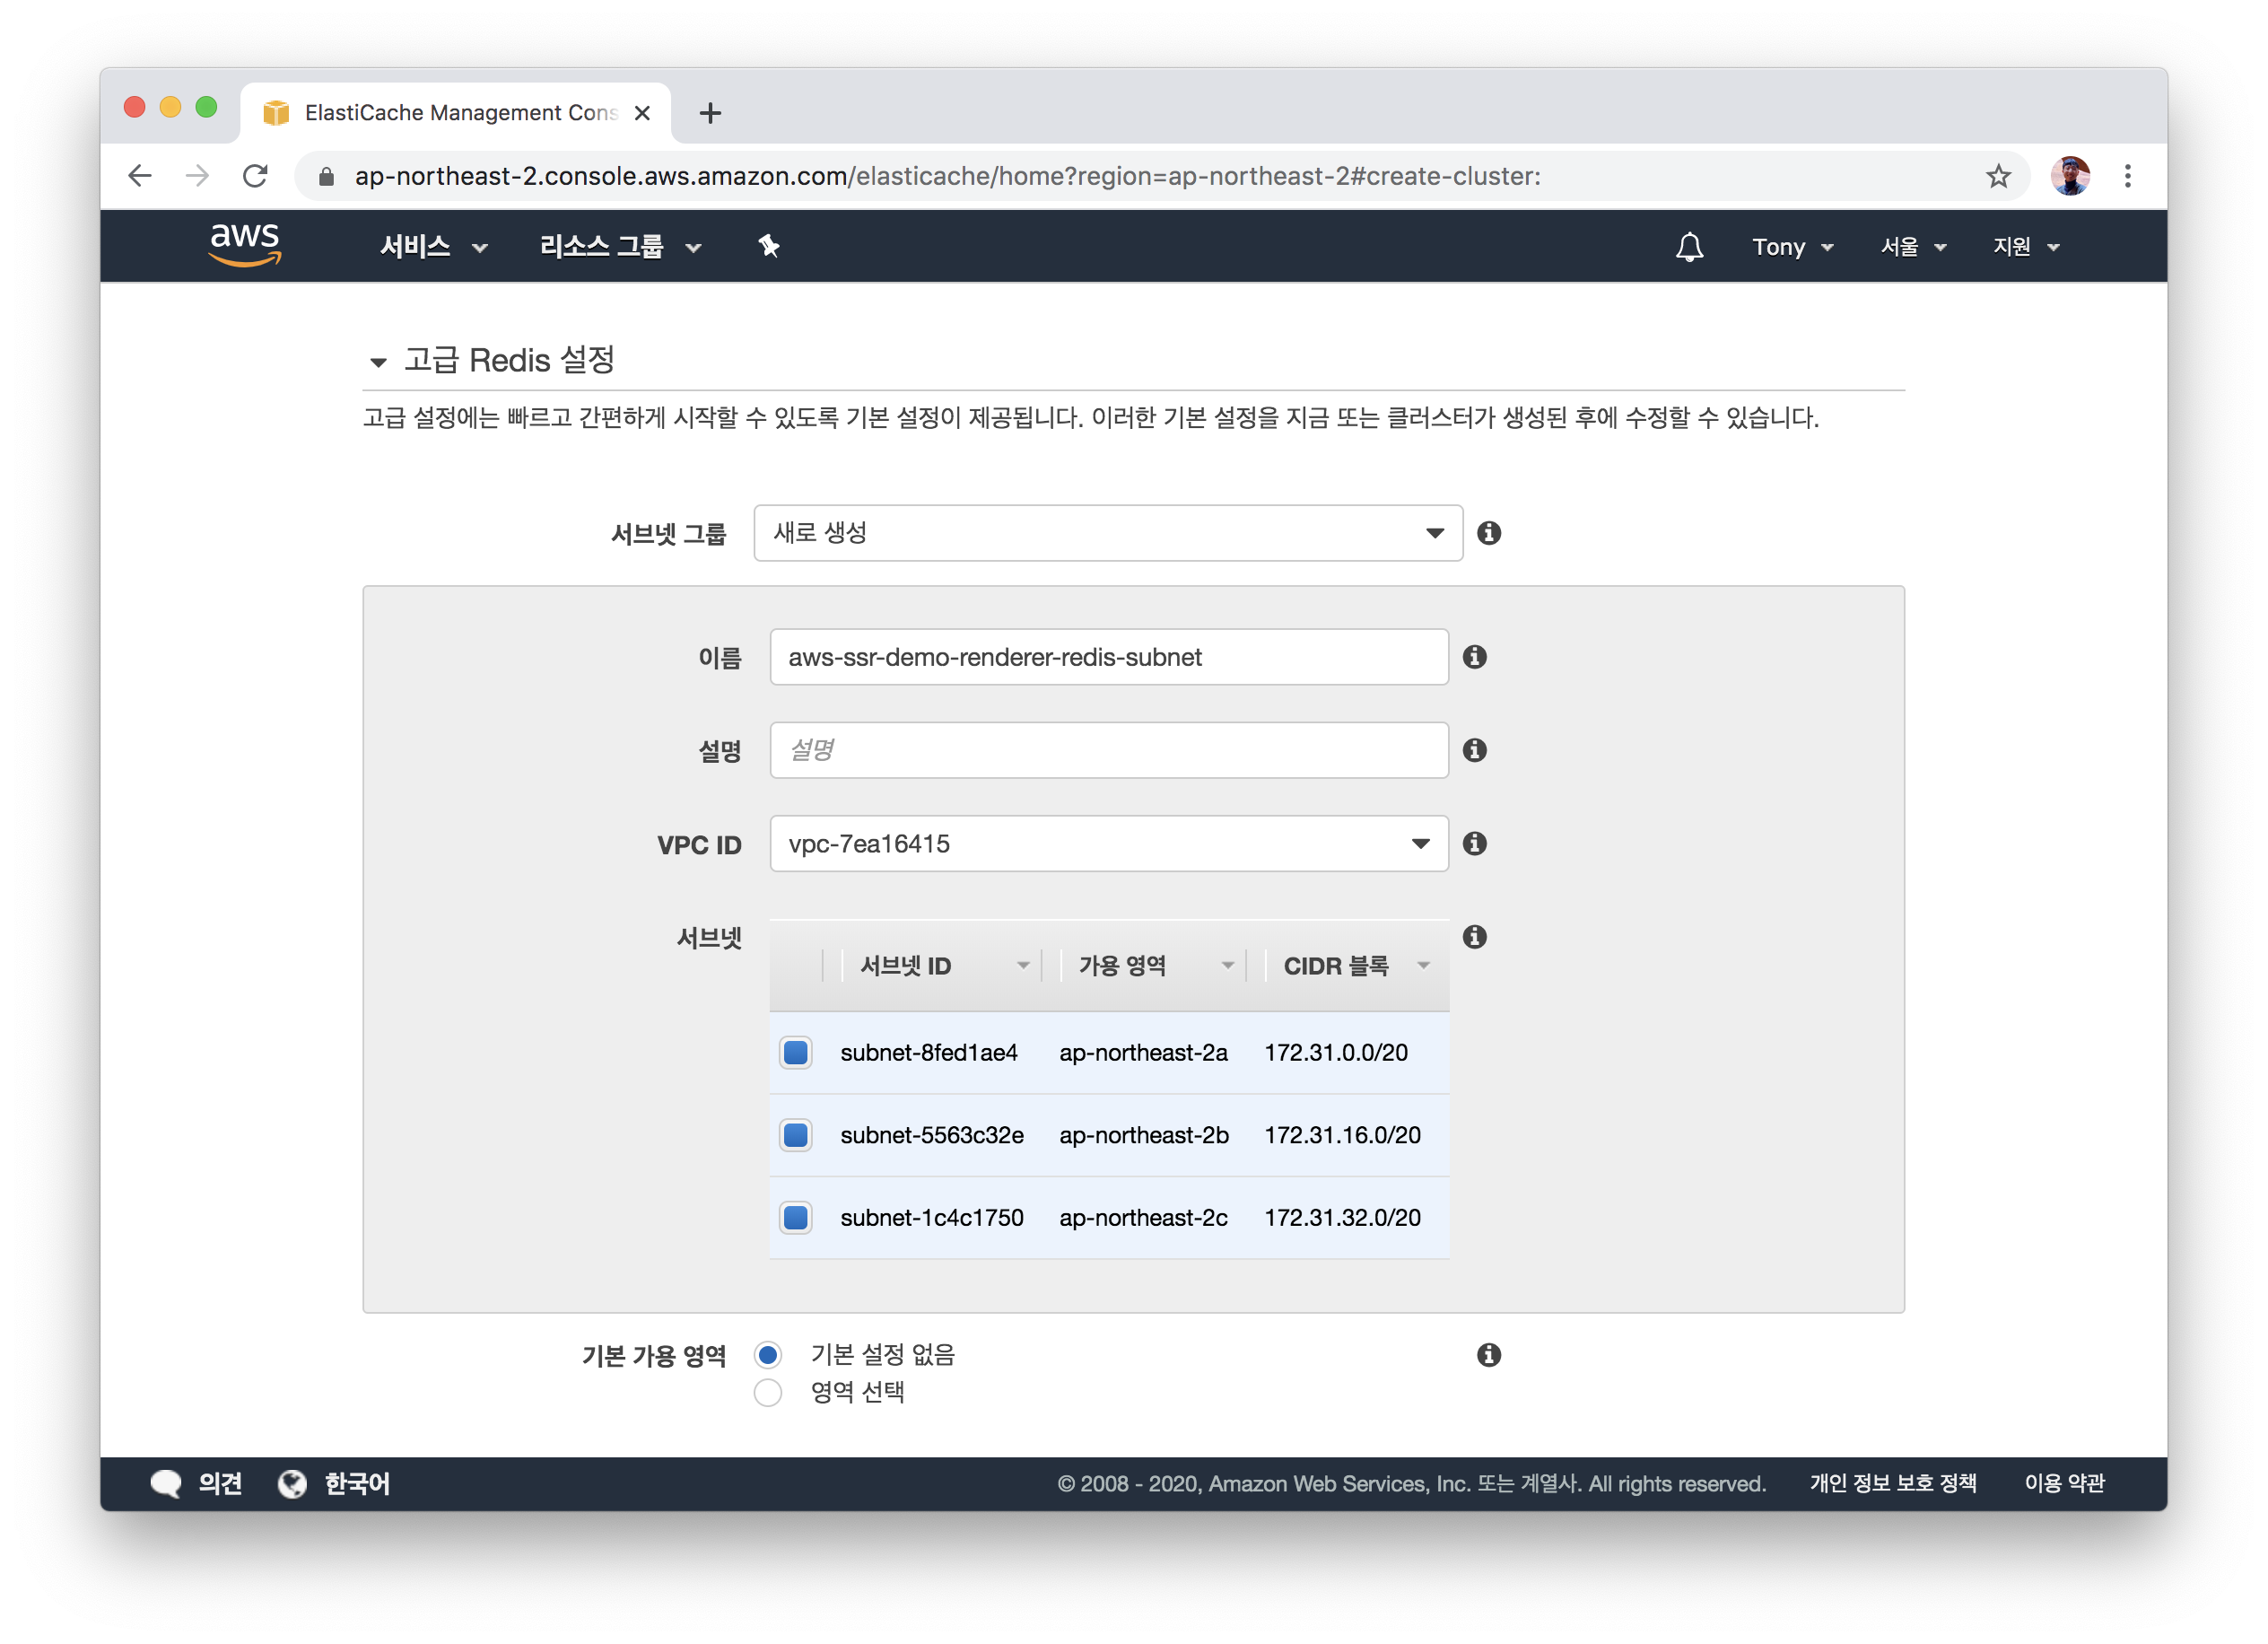 ElastiCache Management Cons
ap-northeast-2.console.aws.amazon.com/elasticache/home?region=ap-northeast-2#create-cluster:
aws 서비스 리소스 그룹 Tony 서울 지원
고급 Redis 설정
고급 설정에는 빠르고 간편하게 시작할 수 있도록 기본 설정이 제공됩니다. 이러한 기본 설정을 지금 또는 클러스터가 생성된 후에 수정할 수 있습니다.
서브넷 그룹 새로 생성
이름 aws-ssr-demo-renderer-redis-subnet
설명 설명
VPC ID vpc-7ea16415
서브넷
서브넷 ID 가용 영역 CIDR 블록
subnet-8fed1ae4 ap-northeast-2a 172.31.0.0/20
subnet-5563c32e ap-northeast-2b 172.31.16.0/20
subnet-1c4c1750 ap-northeast-2c 172.31.32.0/20
기본 가용 영역 기본 설정 없음
영역 선택
의견 한국어 © 2008 - 2020, Amazon Web Services, Inc. 또는 계열사. All rights reserved. 개인 정보 보호 정책 이용 약관